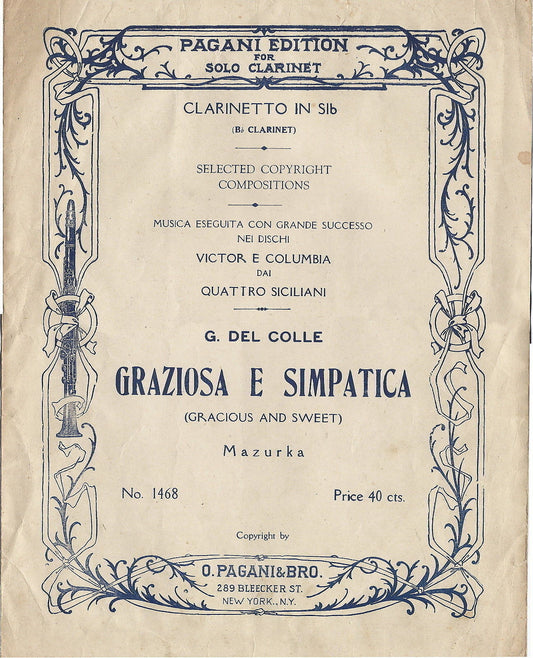 PAGANI EDITION
FOR
SOLO CLARINET
CLARINETTO IN SIb
(B♭ CLARINET)
SELECTED COPYRIGHT
COMPOSITIONS
MUSICA ESEGUITA CON GRANDE SUCCESSO
NEI DISCHI
VICTOR E COLUMBIA
DAI
QUATTRO SICILIANI
G. DEL COLLE
GRAZIOSA E SIMPATICA
(GRACIOUS AND SWEET)
Mazurka
No. 1468 Price 40 cts.
Copyright by
O. PAGANI & BRO.
289 BLEECKER ST.
NEW YORK., N.Y.